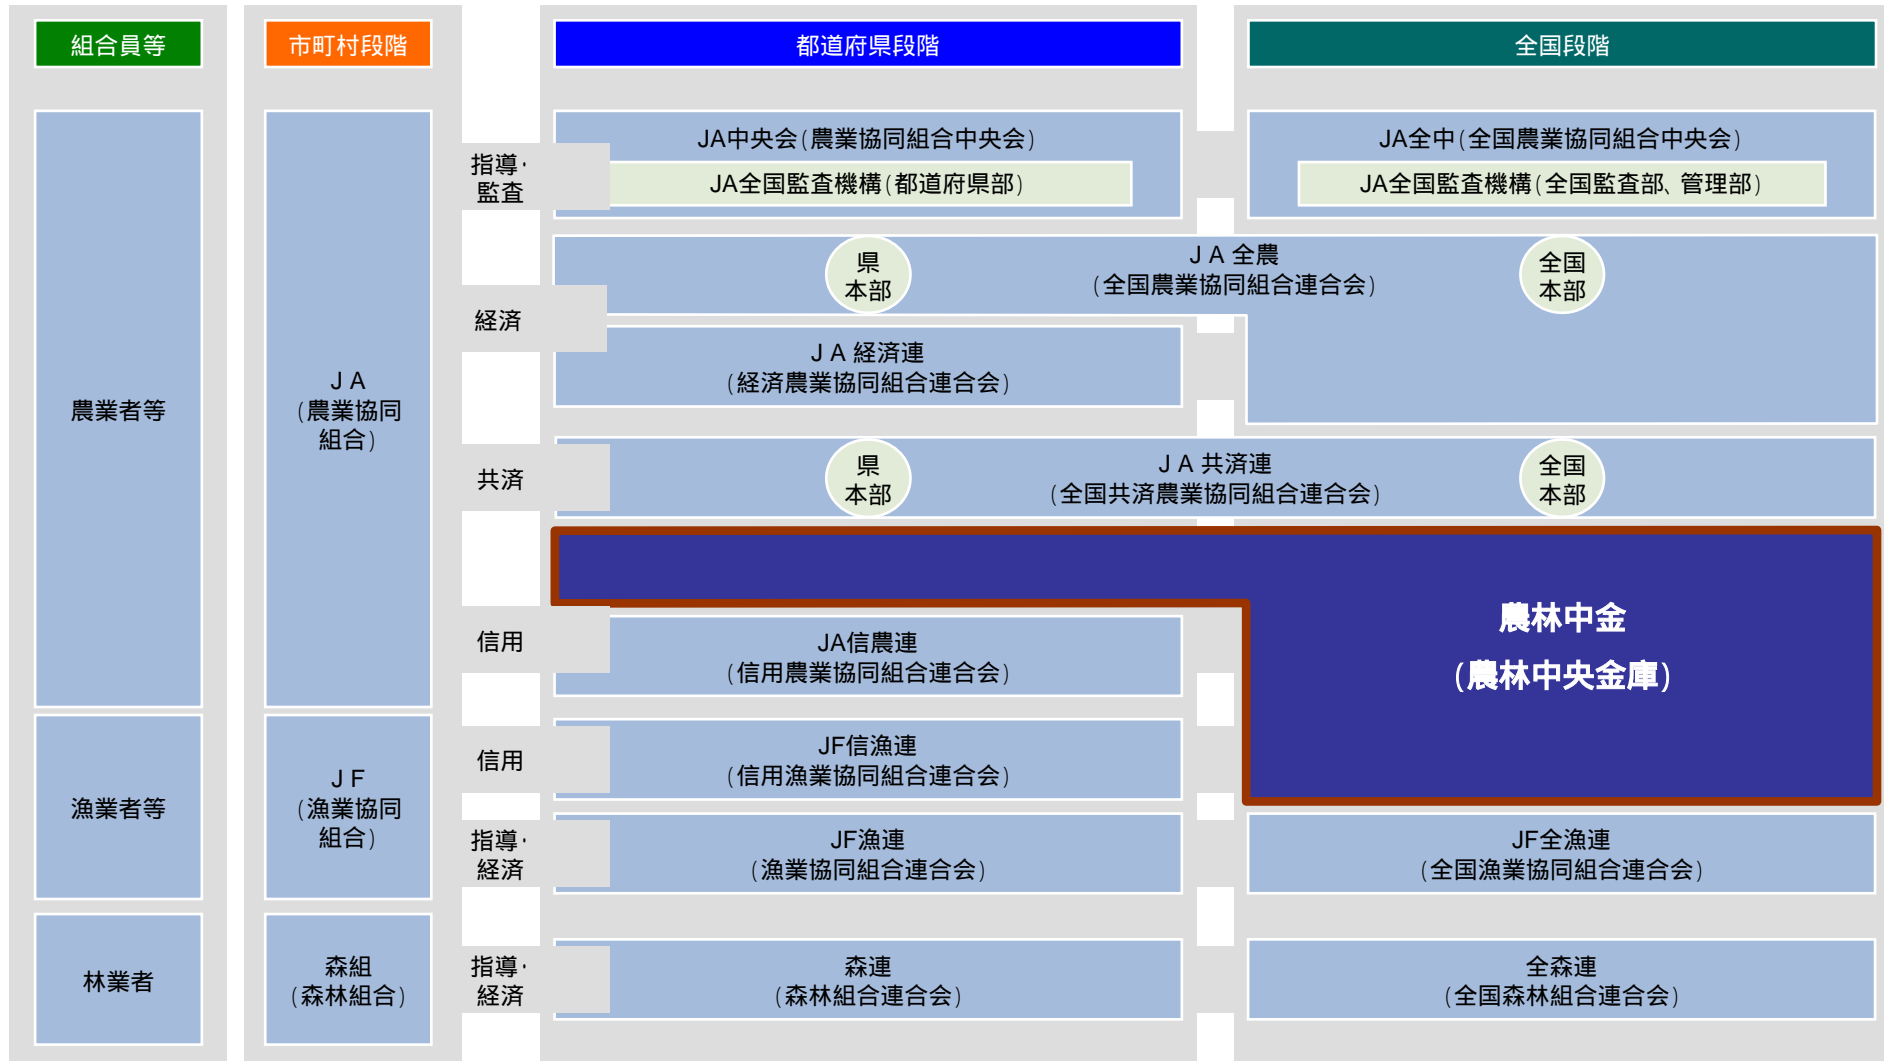 組合員等
市町村段階
都道府県段階
全国段階
農業者等
JA
(農業協同
組合)
指導・
監査
JA中央会(農業協同組合中央会)
JA全国監査機構(都道府県部)
JA全中(全国農業協同組合中央会)
JA全国監査機構(全国監査部、管理部)
経済
県
本部
JA全農
(全国農業協同組合連合会)
全国
本部
JA経済連
(経済農業協同組合連合会)
共済
県
本部
JA共済連
(全国共済農業協同組合連合会)
全国
本部
信用
JA信農連
(信用農業協同組合連合会)
農林中金
(農林中央金庫)
漁業者等
JF
(漁業協同
組合)
信用
JF信漁連
(信用漁業協同組合連合会)
指導・
経済
JF漁連
(漁業協同組合連合会)
JF全漁連
(全国漁業協同組合連合会)
林業者
森組
(森林組合)
指導・
経済
森連
(森林組合連合会)
全森連
(全国森林組合連合会)